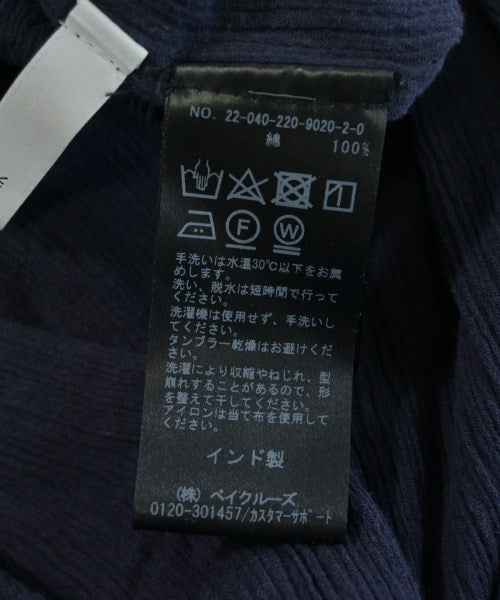 NO. 22-040-220-9020-2-0
綿 100%
F W
手洗いは水温30℃以下をお薦
めします。
洗い、脱水は短時間で行って
ください。
洗濯機は使用せず、手洗いし
てください。
タンブラー乾燥はお避けくだ
さい。
洗濯により収縮やねじれ、型
崩れすることがあるので、形
を整えて干してください。
アイロンは当て布を使用して
ください。
インド製
(株) ベイクルーズ
0120-301457/カスタマーサポート